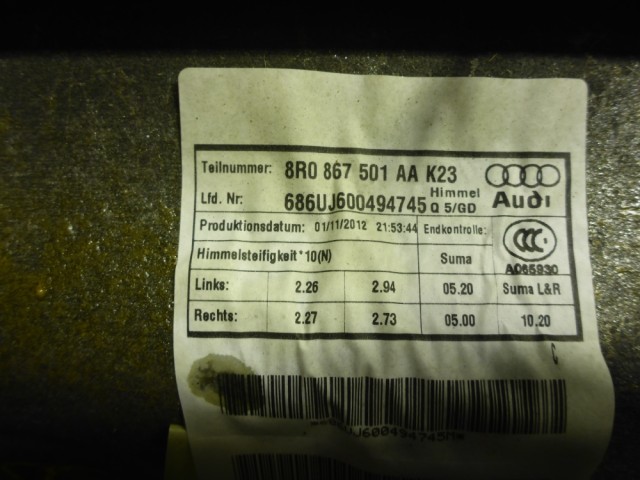 Teilnummer: 8R0 867 501 AA K23
Lfd. Nr: 686UJ600494745 Himmel Q 5/GD
Audi
Produktionsdatum: 01/11/2012 21:53:44 Endkontrolle:
CCC
A065930
Himmelsteifigkeit*10(N) Suma
Links: 2.26 2.94 05.20 Suma L&R
Rechts: 2.27 2.73 05.00 10.20
C